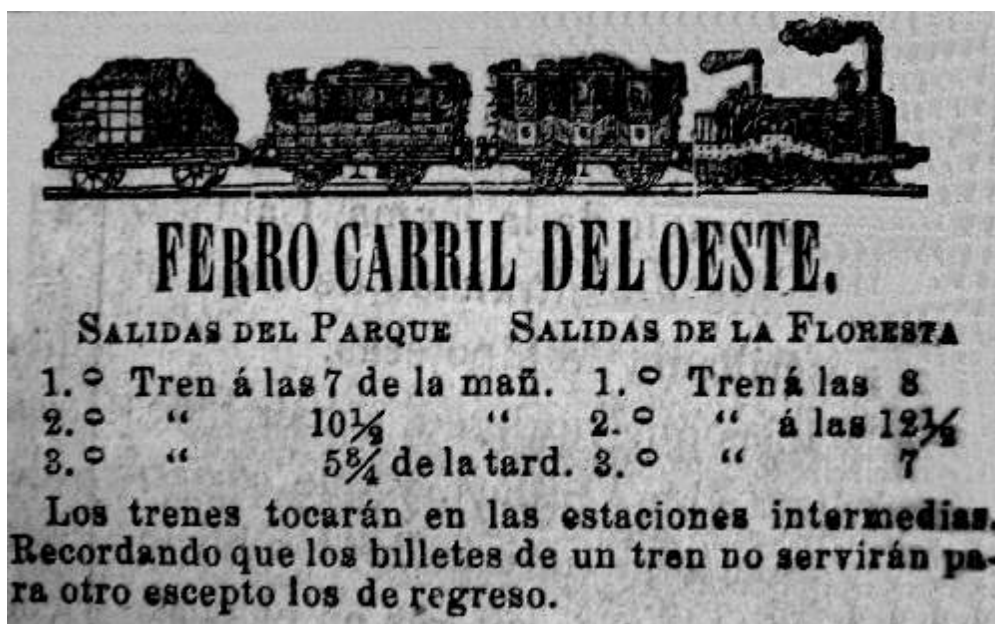 FERRO CARRIL DEL OESTE.
SALIDAS DEL PARQUE SALIDAS DE LA FLORESTA
1.º Tren á las 7 de la mañ. 1.º Tren á las 8
2.º “ 10½ “ 2.º “ á las 12½
3.º “ 5¾ de la tard. 3.º “ 7
Los trenes tocarán en las estaciones intermedias.
Recordando que los billetes de un tren no servirán pa-
ra otro escepto los de regreso.